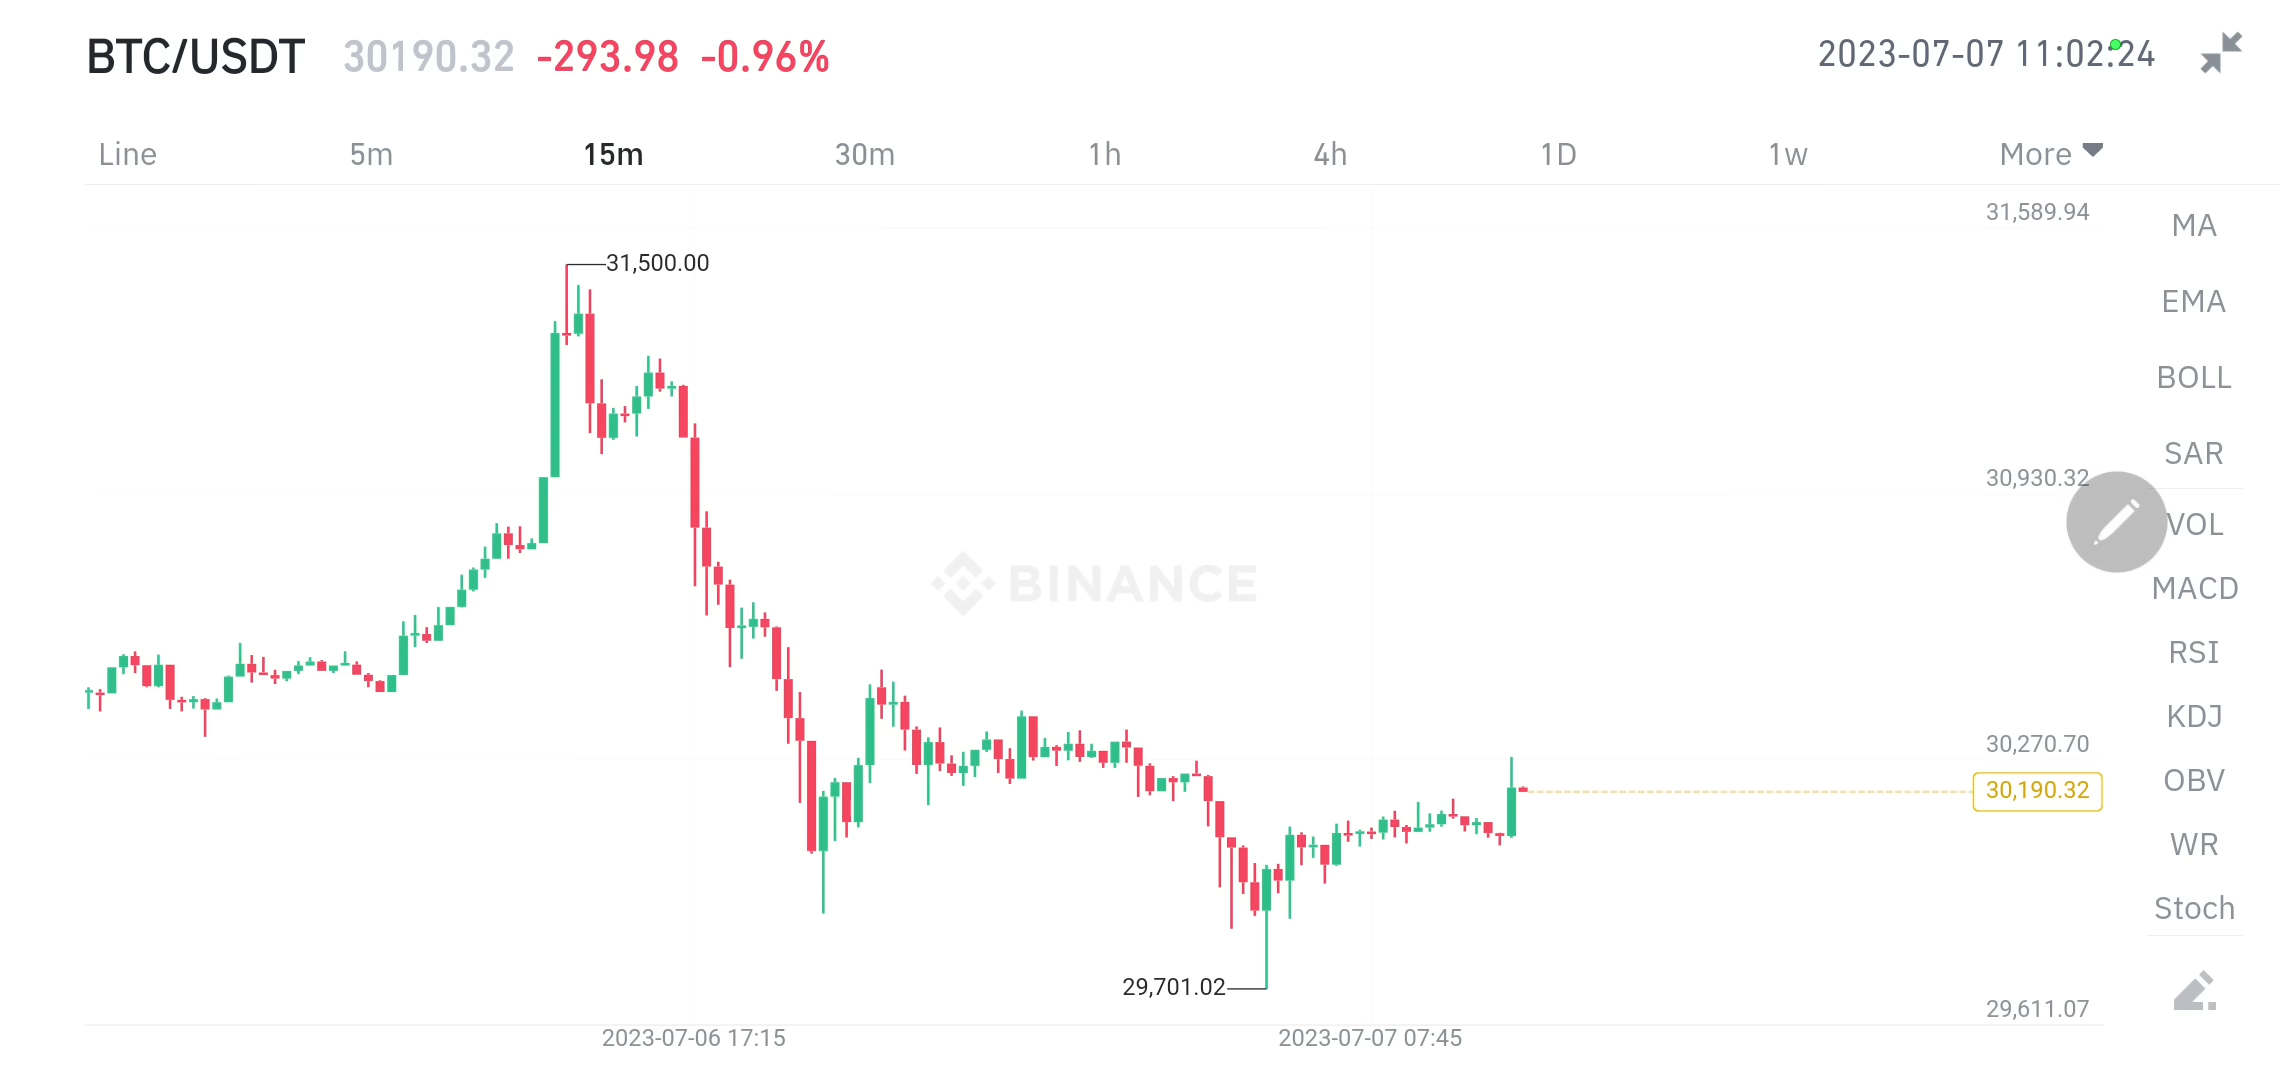 BTC/USDT 30190.32 -293.98 -0.96% 2023-07-07 11:02:24
Line 5m 15m 30m 1h 4h 1D 1w More
31,589.94
MA
31,500.00
EMA
BOLL
SAR
30,930.32
VOL
BINANCE
MACD
RSI
KDJ
30,270.70
OBV
30,190.32
WR
Stoch
29,701.02
29,611.07
2023-07-06 17:15 2023-07-07 07:45